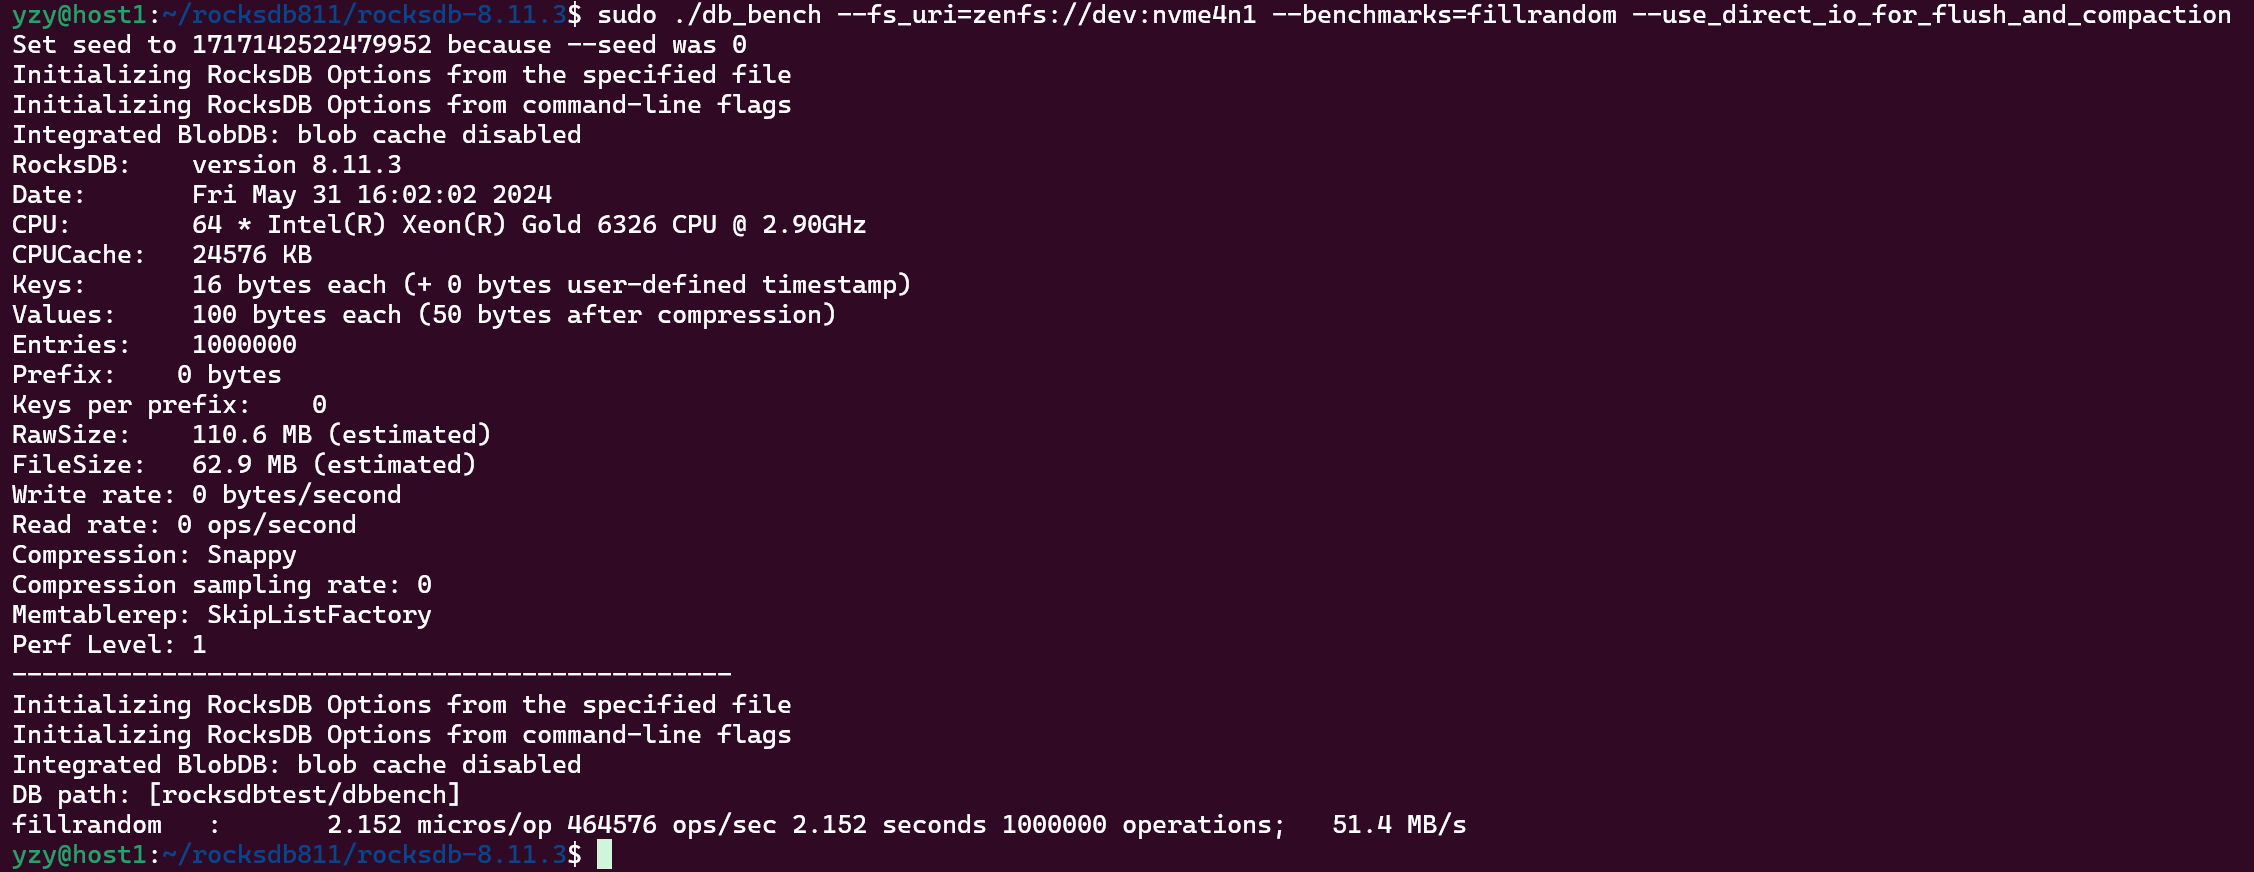 yzy@host1:~/rocksdb811/rocksdb-8.11.3$ sudo ./db_bench --fs_uri=zenfs://dev:nvme4n1 --benchmarks=fillrandom --use_direct_io_for_flush_and_compaction
Set seed to 1717142522479952 because --seed was 0
Initializing RocksDB Options from the specified file
Initializing RocksDB Options from command-line flags
Integrated BlobDB: blob cache disabled
RocksDB:    version 8.11.3
Date:       Fri May 31 16:02:02 2024
CPU:        64 * Intel(R) Xeon(R) Gold 6326 CPU @ 2.90GHz
CPUCache:   24576 KB
Keys:       16 bytes each (+ 0 bytes user-defined timestamp)
Values:     100 bytes each (50 bytes after compression)
Entries:    1000000
Prefix:    0 bytes
Keys per prefix:    0
RawSize:    110.6 MB (estimated)
FileSize:   62.9 MB (estimated)
Write rate: 0 bytes/second
Read rate: 0 ops/second
Compression: Snappy
Compression sampling rate: 0
Memtablerep: SkipListFactory
Perf Level: 1
------------------------------------------------
Initializing RocksDB Options from the specified file
Initializing RocksDB Options from command-line flags
Integrated BlobDB: blob cache disabled
DB path: [rocksdbtest/dbbench]
fillrandom   :       2.152 micros/op 464576 ops/sec 2.152 seconds 1000000 operations;   51.4 MB/s
yzy@host1:~/rocksdb811/rocksdb-8.11.3$